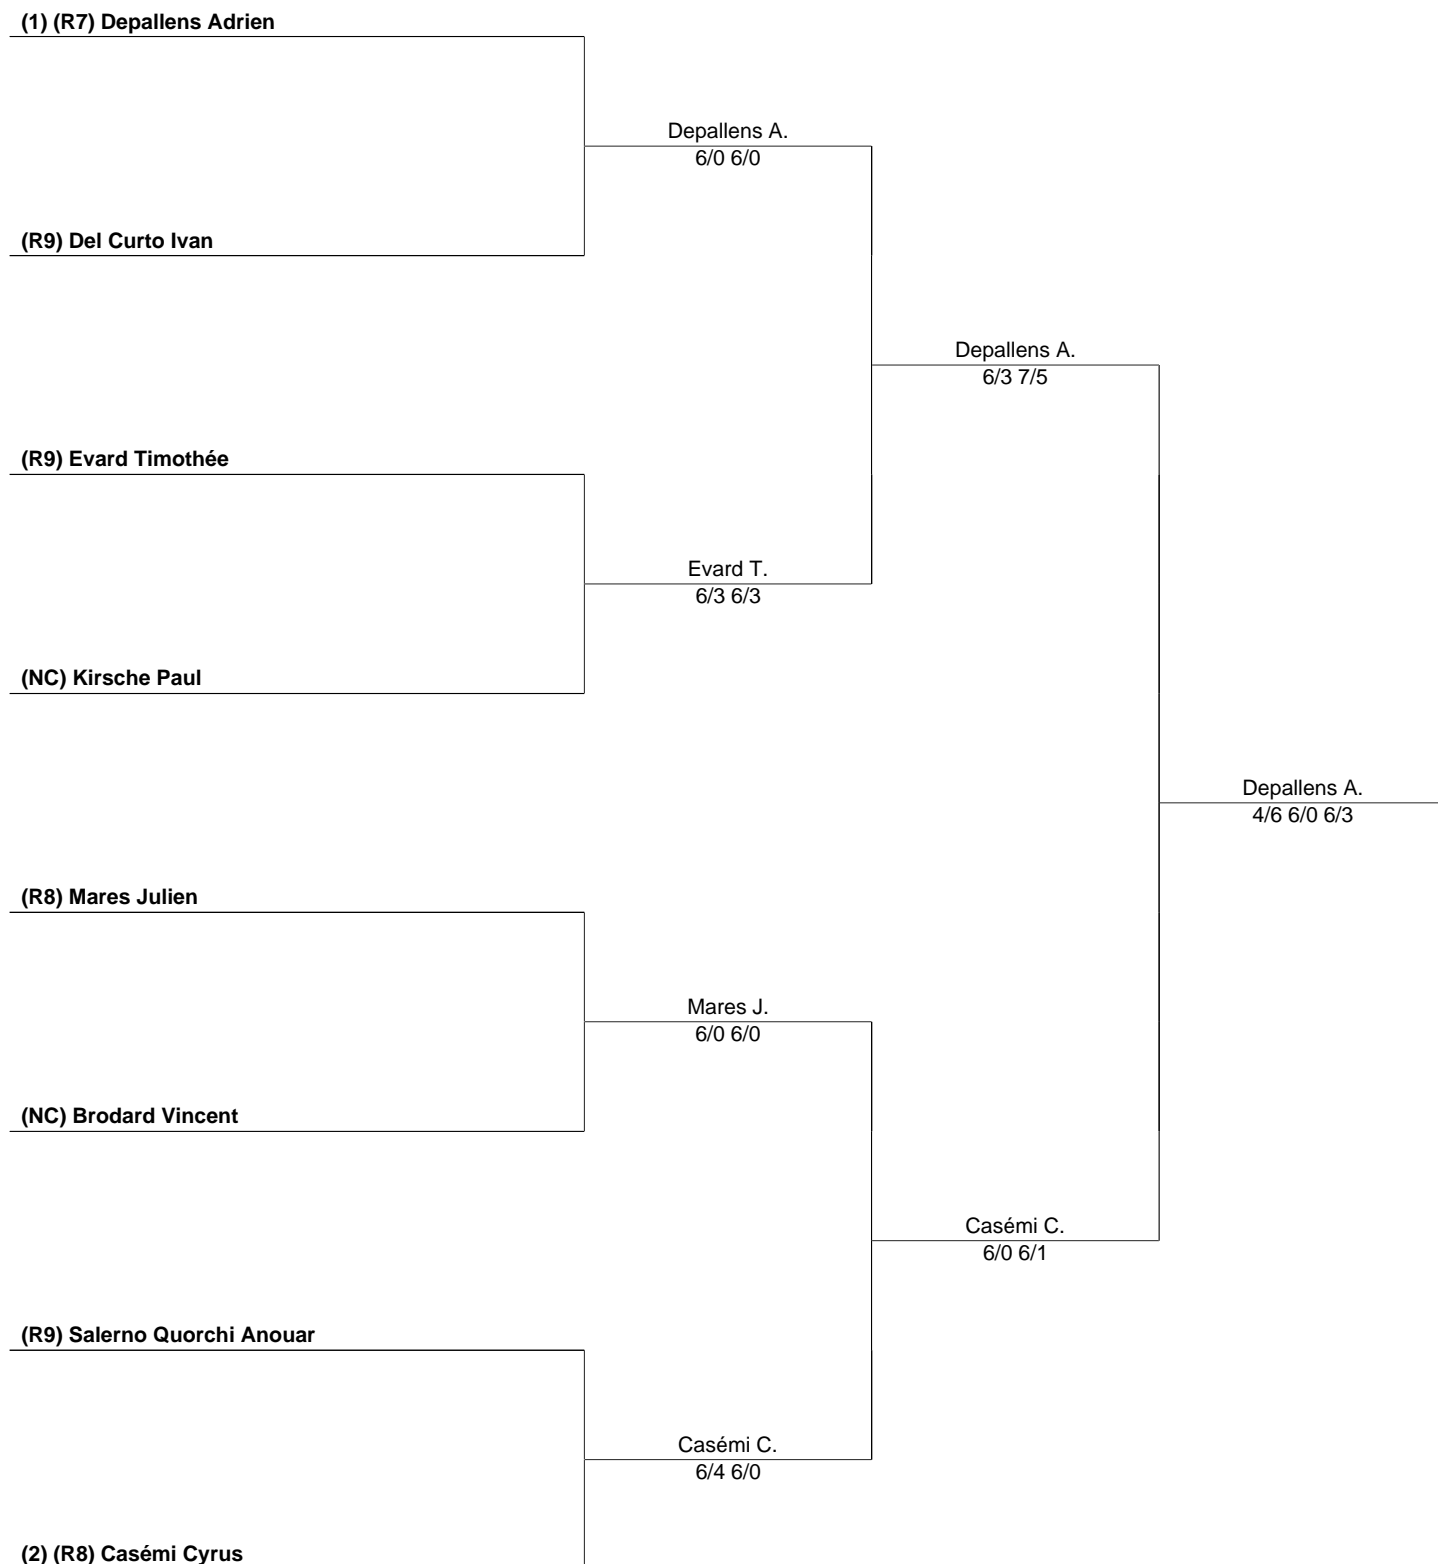 (1) (R7) Depallens Adrien
Depallens A.
6/0 6/0
(R9) Del Curto Ivan
Depallens A.
6/3 7/5
(R9) Evard Timothée
Evard T.
6/3 6/3
(NC) Kirsche Paul
Depallens A.
4/6 6/0 6/3
(R8) Mares Julien
Mares J.
6/0 6/0
(NC) Brodard Vincent
Casémi C.
6/0 6/1
(R9) Salerno Quorchi Anouar
Casémi C.
6/4 6/0
(2) (R8) Casémi Cyrus